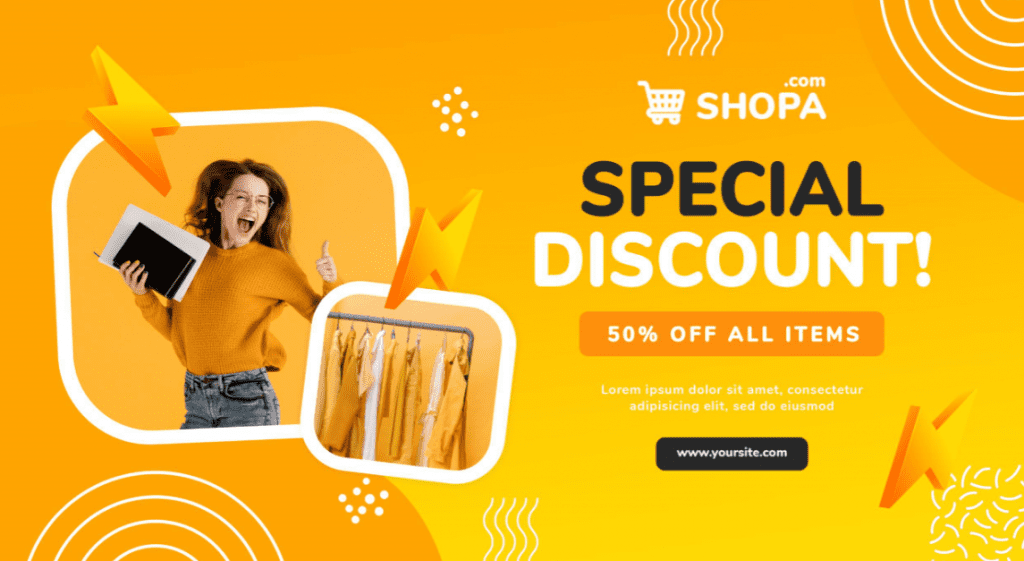 .com
SHOPA
SPECIAL
DISCOUNT!
50% OFF ALL ITEMS
Lorem ipsum dolor sit amet, consectetur
adipisicing elit, sed do eiusmod
www.yoursite.com